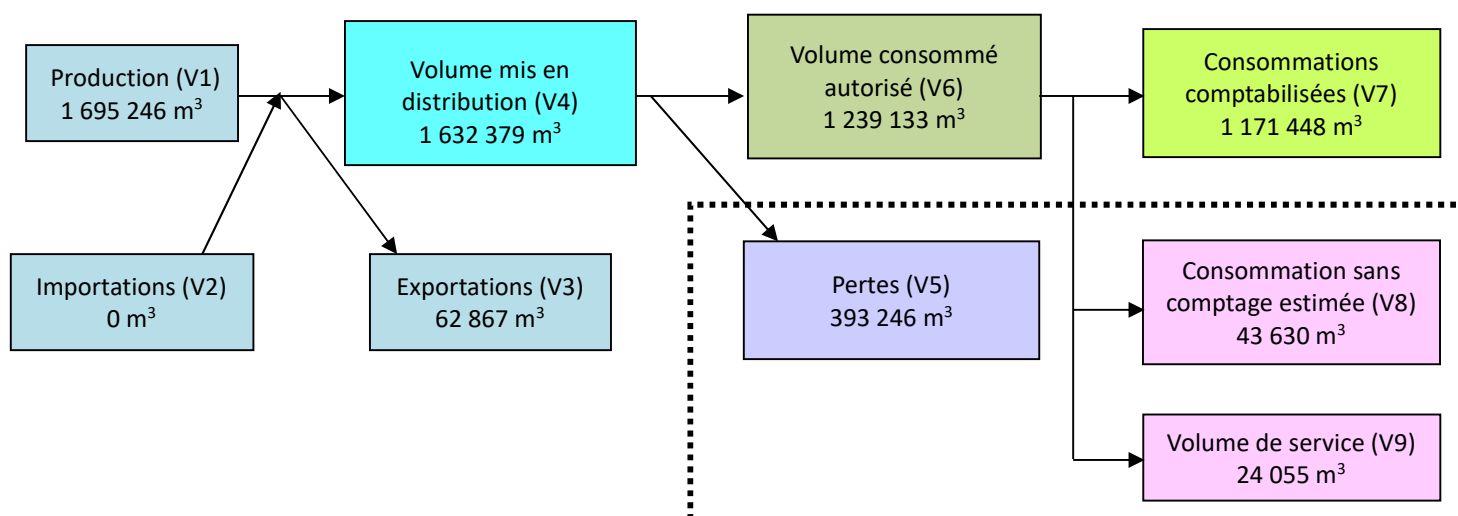 Production (V1)
1 695 246 m³
Volume mis en
distribution (V4)
1 632 379 m³
Volume consommé
autorisé (V6)
1 239 133 m³
Consommations
comptabilisées (V7)
1 171 448 m³
Importations (V2)
0 m³
Exportations (V3)
62 867 m³
Pertes (V5)
393 246 m³
Consommation sans
comptage estimée (V8)
43 630 m³
Volume de service (V9)
24 055 m³